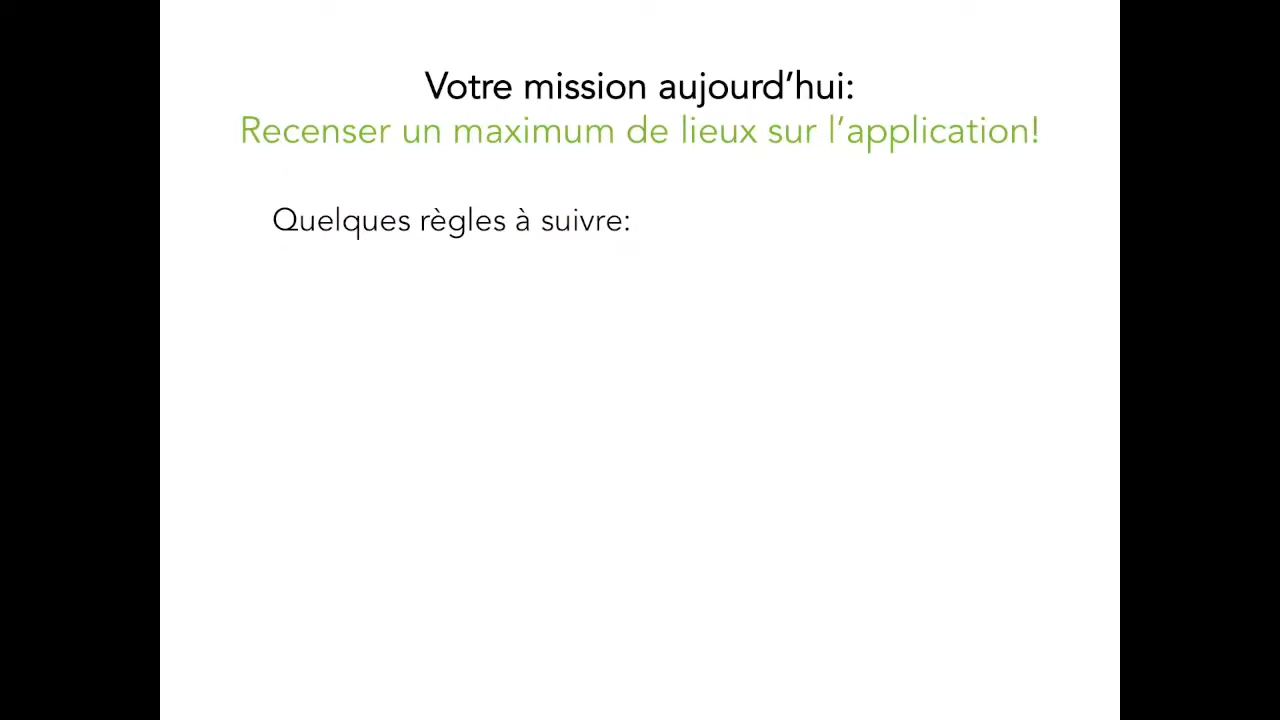 Votre mission aujourd’hui:
Recenser un maximum de lieux sur l’application!
Quelques règles à suivre: